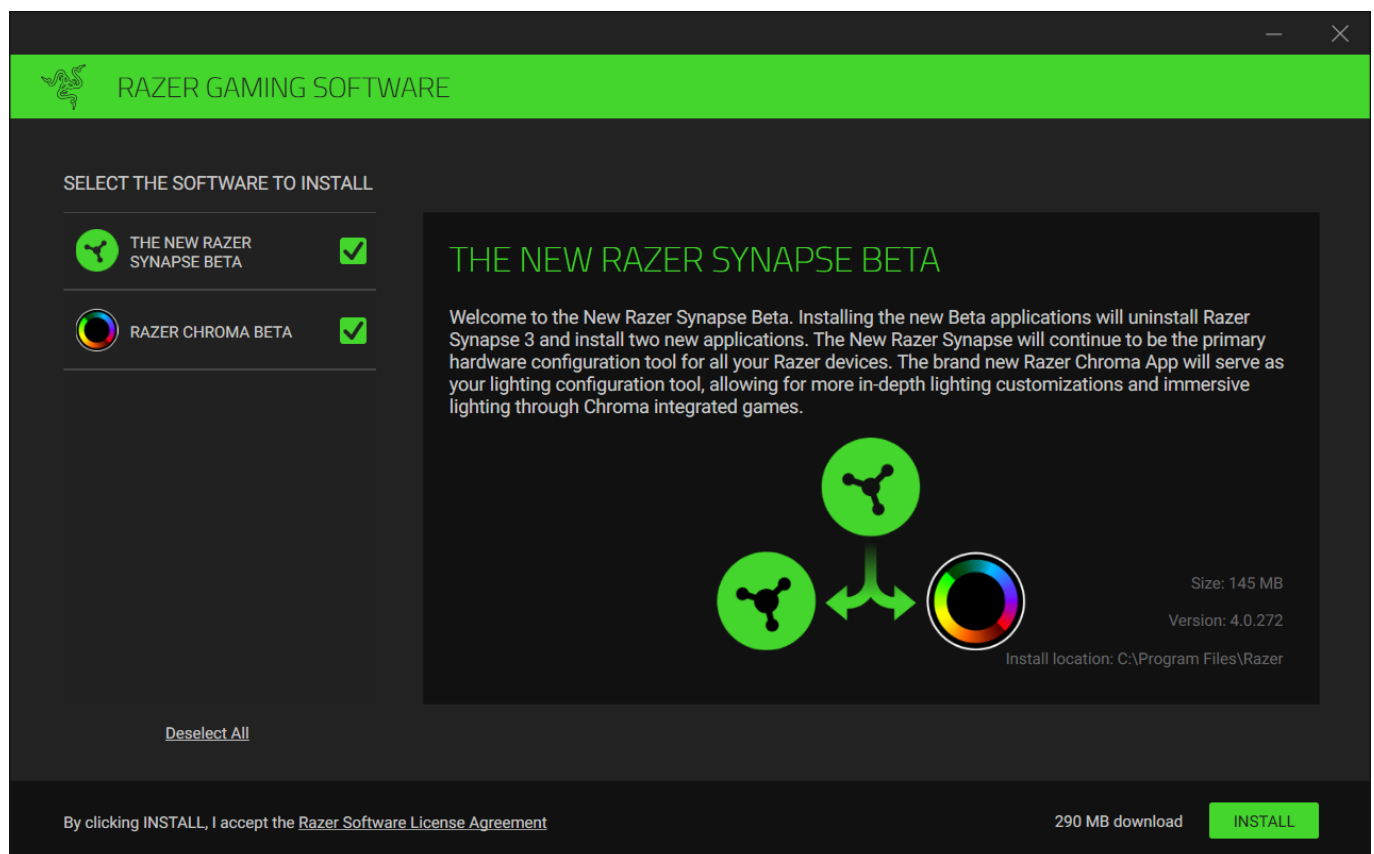 RAZER GAMING SOFTWARE
SELECT THE SOFTWARE TO INSTALL
THE NEW RAZER
SYNAPSE BETA
RAZER CHROMA BETA
Deselect All
THE NEW RAZER SYNAPSE BETA
Welcome to the New Razer Synapse Beta. Installing the new Beta applications will uninstall Razer
Synapse 3 and install two new applications. The New Razer Synapse will continue to be the primary
hardware configuration tool for all your Razer devices. The brand new Razer Chroma App will serve as
your lighting configuration tool, allowing for more in-depth lighting customizations and immersive
lighting through Chroma integrated games.
Size: 145 MB
Version: 4.0.272
Install location: C:\Program Files\Razer
By clicking INSTALL, I accept the Razer Software License Agreement
290 MB download
INSTALL